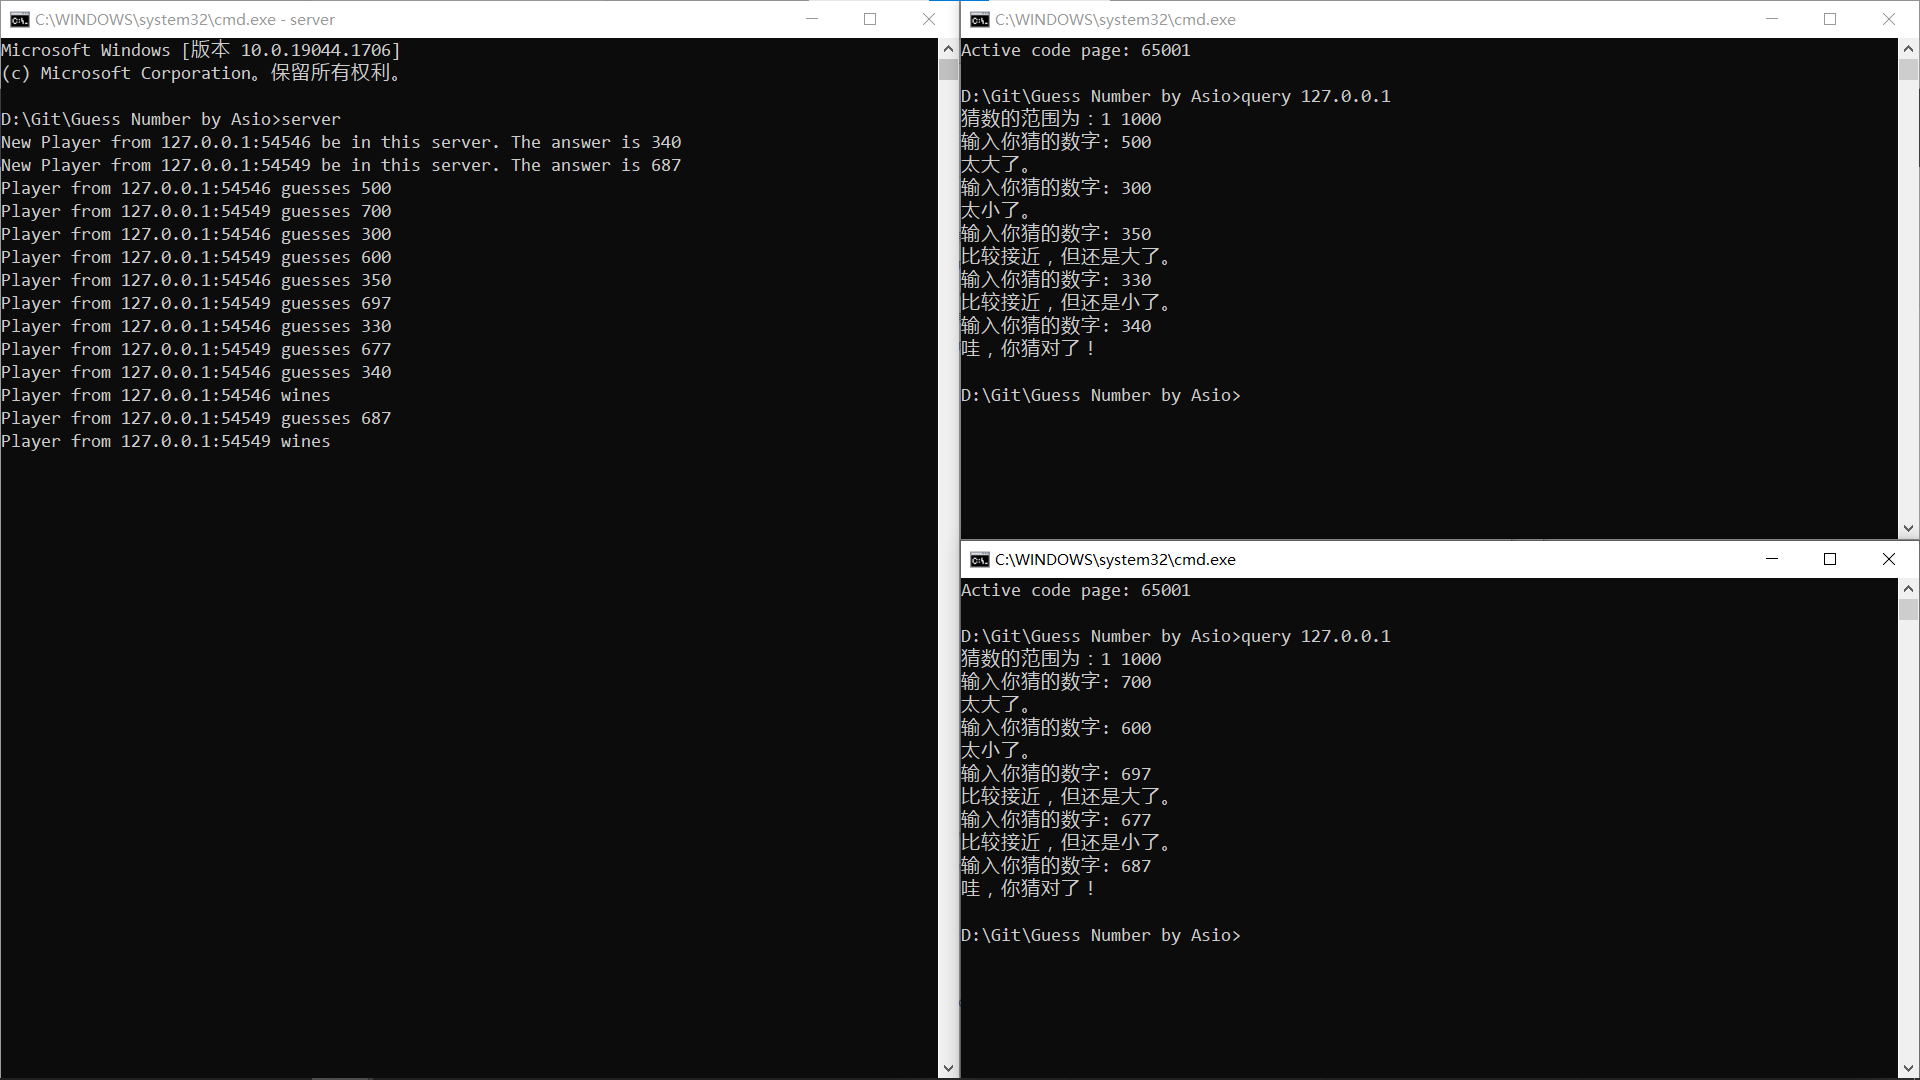 C:\WINDOWS\system32\cmd.exe - server
Microsoft Windows [版本 10.0.19044.1706]
(c) Microsoft Corporation。保留所有权利。
D:\Git\Guess Number by Asio>server
New Player from 127.0.0.1:54546 be in this server. The answer is 340
New Player from 127.0.0.1:54549 be in this server. The answer is 687
Player from 127.0.0.1:54546 guesses 500
Player from 127.0.0.1:54549 guesses 700
Player from 127.0.0.1:54546 guesses 300
Player from 127.0.0.1:54549 guesses 600
Player from 127.0.0.1:54546 guesses 350
Player from 127.0.0.1:54549 guesses 697
Player from 127.0.0.1:54546 guesses 330
Player from 127.0.0.1:54549 guesses 677
Player from 127.0.0.1:54546 guesses 340
Player from 127.0.0.1:54546 wines
Player from 127.0.0.1:54549 guesses 687
Player from 127.0.0.1:54549 wines
C:\WINDOWS\system32\cmd.exe
Active code page: 65001
D:\Git\Guess Number by Asio>query 127.0.0.1
猜数的范围为：1 1000
输入你猜的数字: 500
太大了。
输入你猜的数字: 300
太小了。
输入你猜的数字: 350
比较接近，但还是大了。
输入你猜的数字: 330
比较接近，但还是小了。
输入你猜的数字: 340
哇，你猜对了！
D:\Git\Guess Number by Asio>
C:\WINDOWS\system32\cmd.exe
Active code page: 65001
D:\Git\Guess Number by Asio>query 127.0.0.1
猜数的范围为：1 1000
输入你猜的数字: 700
太大了。
输入你猜的数字: 600
太小了。
输入你猜的数字: 697
比较接近，但还是大了。
输入你猜的数字: 677
比较接近，但还是小了。
输入你猜的数字: 687
哇，你猜对了！
D:\Git\Guess Number by Asio>